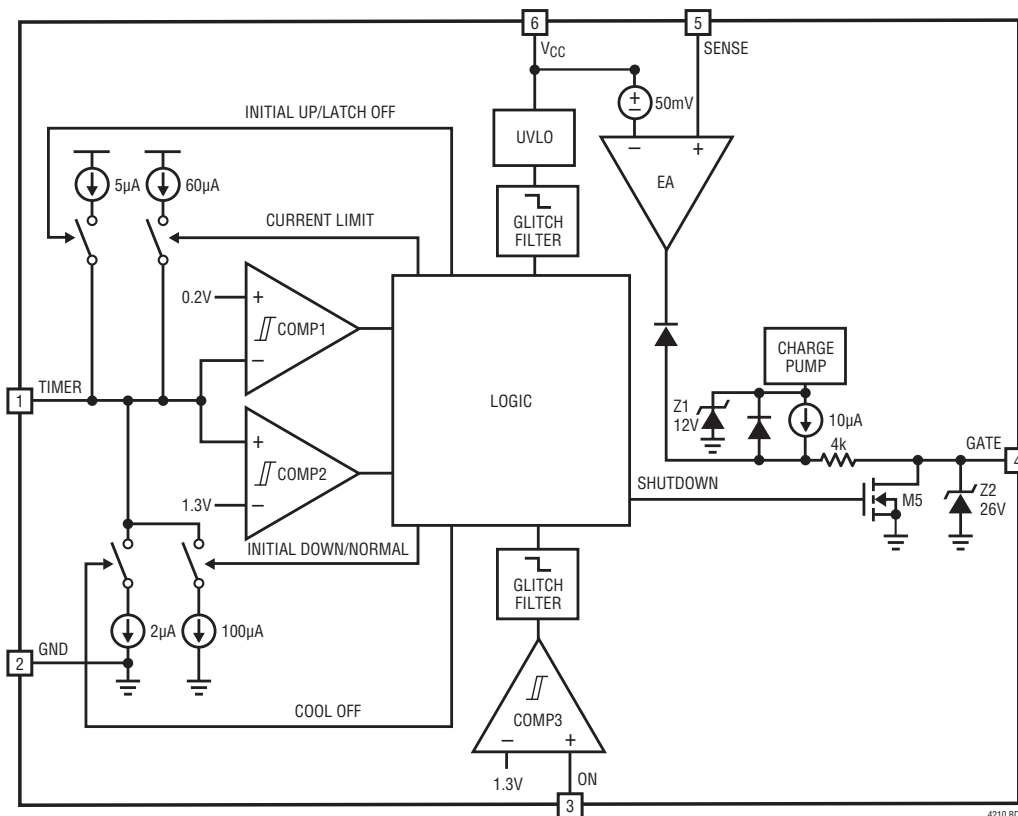 6
5
VCC
SENSE
+
−
50mV
INITIAL UP/LATCH OFF
UVLO
−
+
EA
5µA
60µA
GLITCH
FILTER
CURRENT LIMIT
0.2V
+
COMP1
−
CHARGE
PUMP
1
TIMER
LOGIC
Z1
12V
10µA
+
COMP2
4k
GATE
4
SHUTDOWN
1.3V
−
M5
Z2
26V
INITIAL DOWN/NORMAL
GLITCH
FILTER
2µA
100µA
2
GND
COOL OFF
COMP3
−
+
1.3V
ON
3
4210 BD